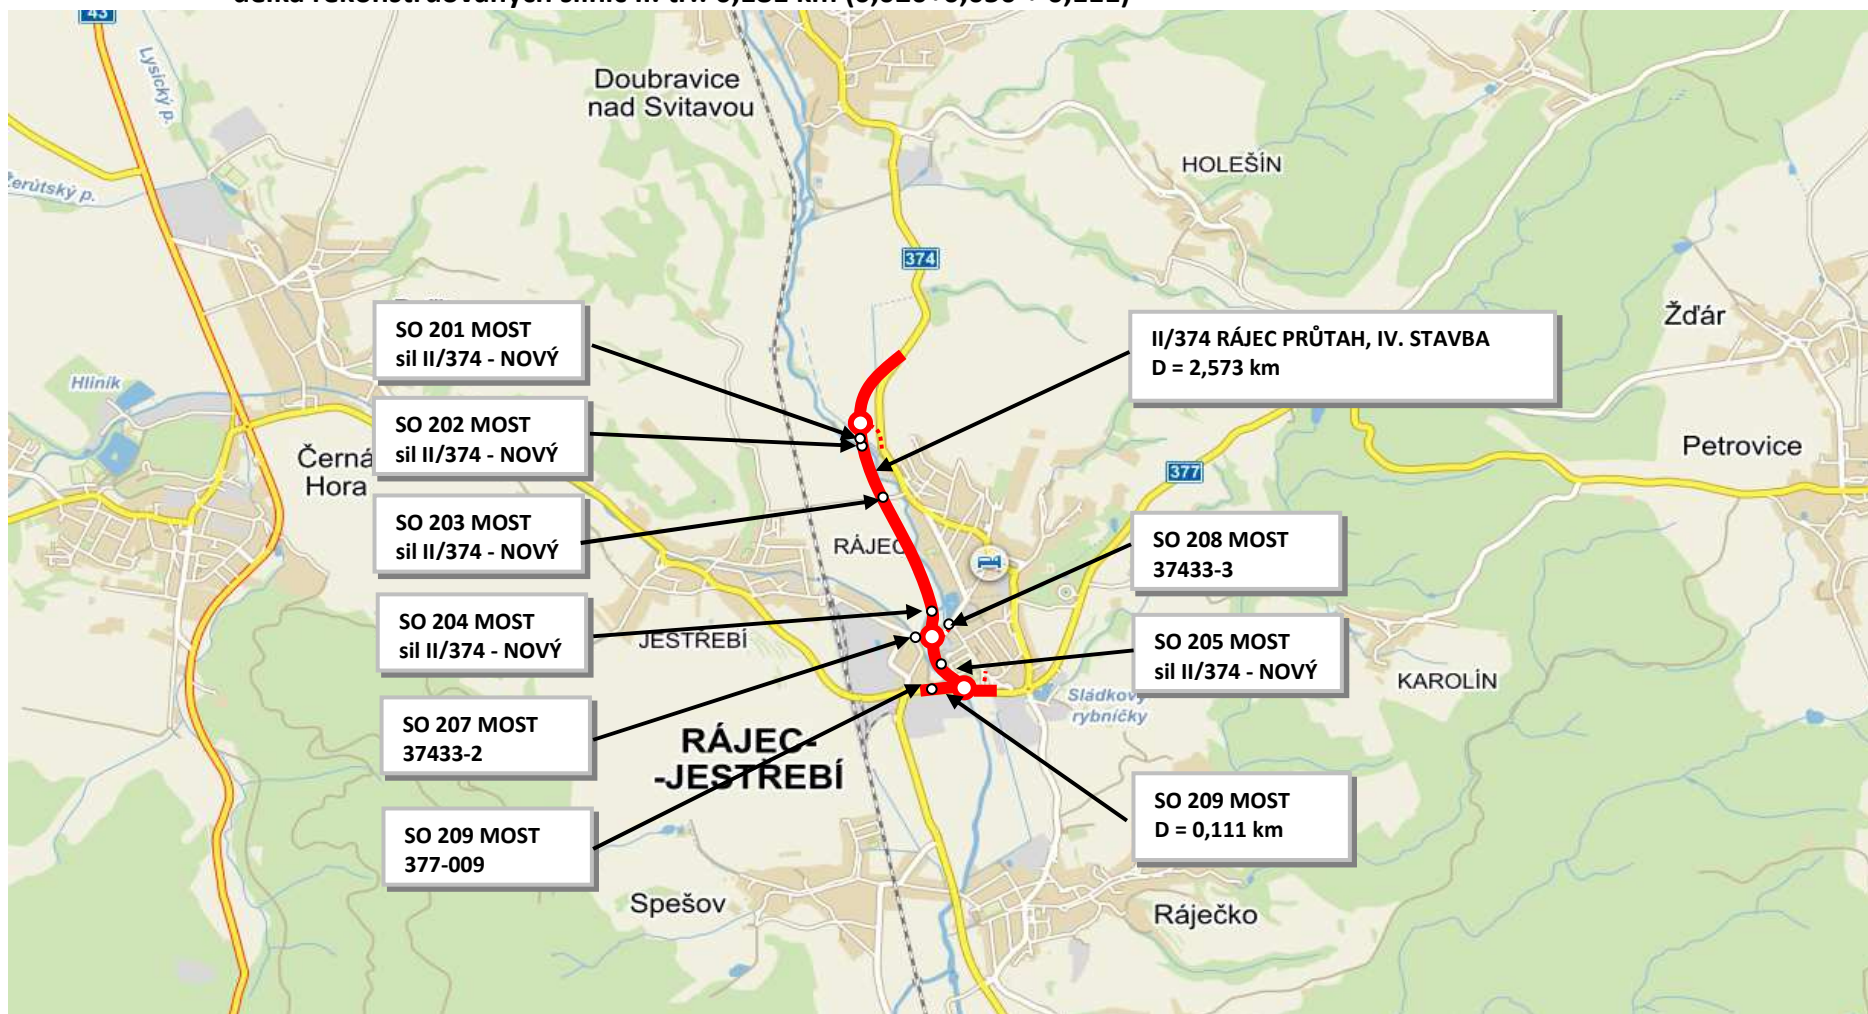 43
Lysický p.
Doubravice
nad Svitavou
HOLEŠÍN
374
Žďár
SO 201 MOST
sil II/374 - NOVÝ
II/374 RÁJEC PRŮTAH, IV. STAVBA
D = 2,573 km
Hliník
SO 202 MOST
sil II/374 - NOVÝ
Černá
Hora
Petrovice
377
SO 203 MOST
sil II/374 - NOVÝ
RÁJEC
SO 208 MOST
37433-3
SO 204 MOST
sil II/374 - NOVÝ
JESTŘEBÍ
SO 205 MOST
sil II/374 - NOVÝ
KAROLÍN
Sládkovy
rybníčky
SO 207 MOST
37433-2
RÁJEC-
-JESTŘEBÍ
SO 209 MOST
D = 0,111 km
SO 209 MOST
377-009
Spešov
Ráječko